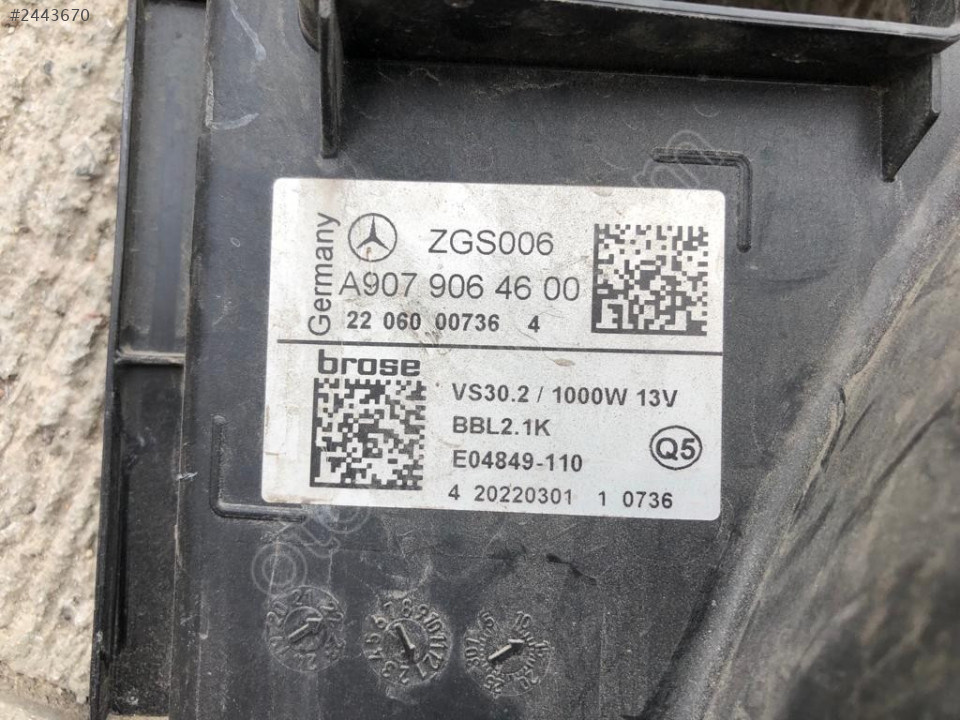 #2443670
Germany
ZGS006
A907 906 46 00
22 060 00736 4
brose
VS30.2 / 1000W 13V
BBL2.1K
E04849-110
Q5
4 20220301 1 0736